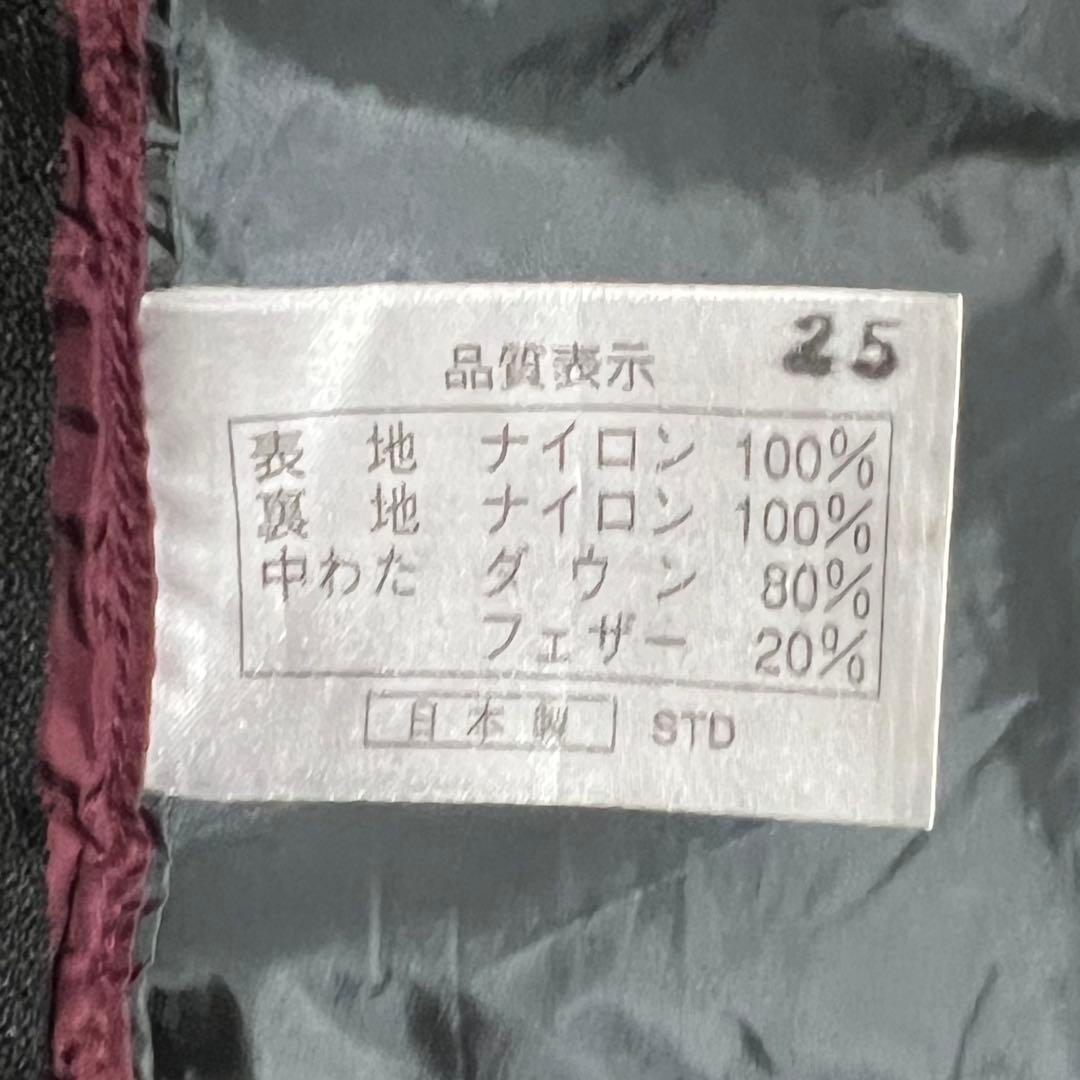 25
品質表示
表 地 ナイロン 100%
裏 地 ナイロン 100%
中わた ダウン 80%
フェザー 20%
日本製 STD